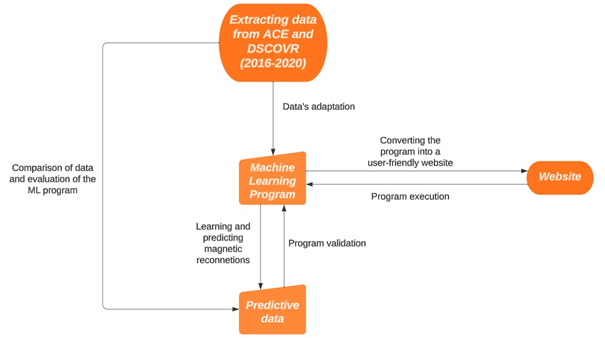 Extracting data
from ACE and
DSCOVR
(2016-2020)
Data's adaptation
Converting the
program into a
user-friendly website
Comparison of data
and evaluation of the
ML program
Machine
Learning
Program
Website
Program execution
Learning and
predicting
magnetic
reconnetions
Program validation
Predictive
data